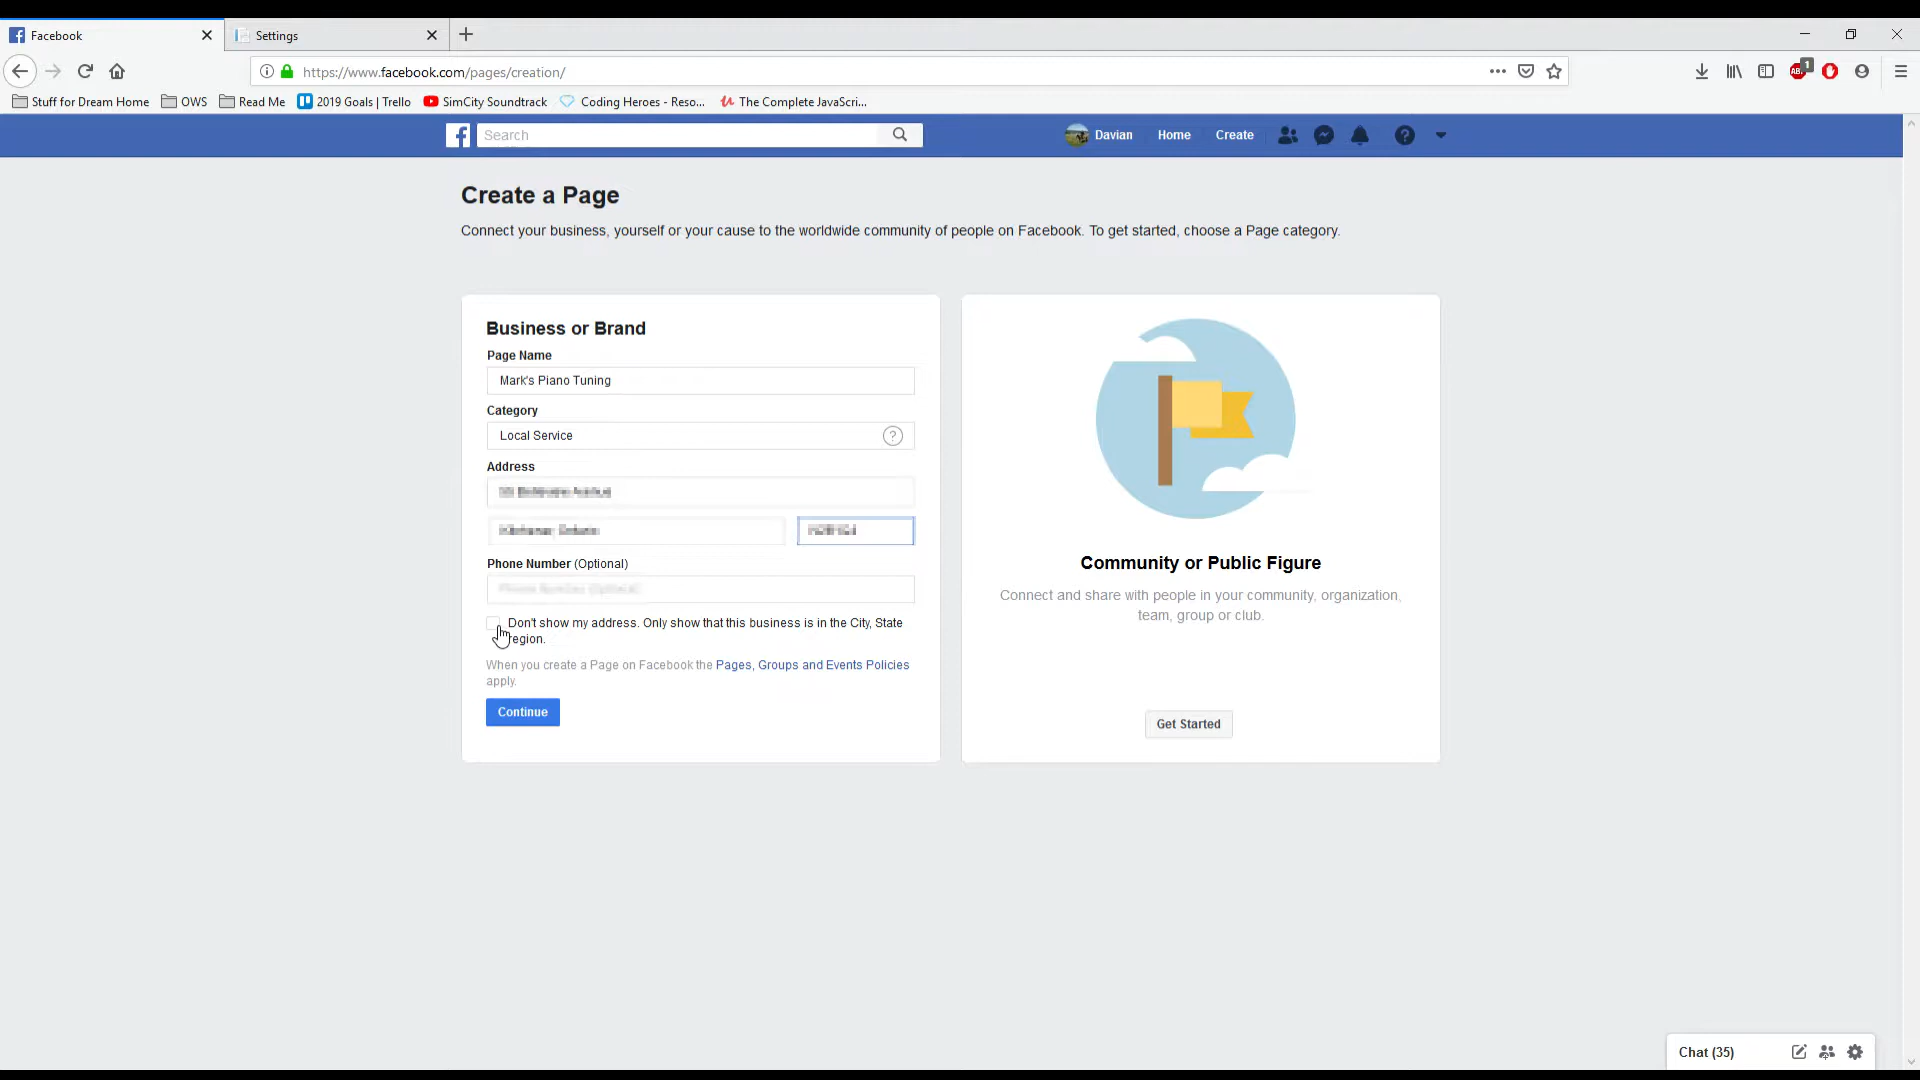 Facebook
Settings
https://www.facebook.com/pages/creation/
1
Stuff for Dream Home
OWS
Read Me
2019 Goals | Trello
SimCity Soundtrack
Coding Heroes - Reso...
The Complete JavaScri...
Search
Davian
Home
Create
Create a Page
Connect your business, yourself or your cause to the worldwide community of people on Facebook. To get started, choose a Page category.
Business or Brand
Page Name
Mark's Piano Tuning
Category
Local Service
?
Address
Phone Number (Optional)
Phone Number (Optional)
Don't show my address. Only show that this business is in the City, State
region.
When you create a Page on Facebook the Pages, Groups and Events Policies
apply.
Continue
Community or Public Figure
Connect and share with people in your community, organization,
team, group or club.
Get Started
Chat (35)